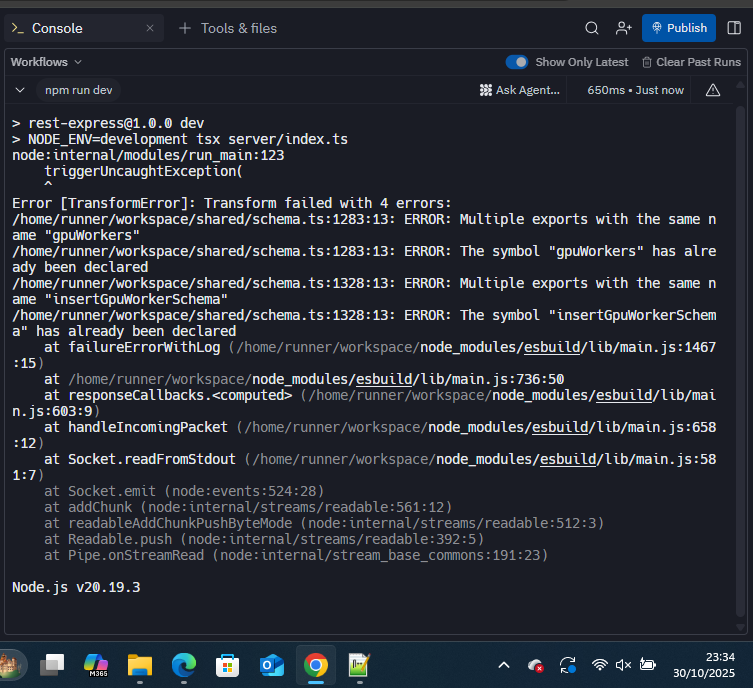 Console
Tools & files
Publish
Workflows
Show Only Latest
Clear Past Runs
npm run dev
Ask Agent...
650ms • Just now
> rest-express@1.0.0 dev
> NODE_ENV=development tsx server/index.ts
node:internal/modules/run_main:123
    triggerUncaughtException(
    ^
Error [TransformError]: Transform failed with 4 errors:
/home/runner/workspace/shared/schema.ts:1283:13: ERROR: Multiple exports with the same n
ame "gpuWorkers"
/home/runner/workspace/shared/schema.ts:1283:13: ERROR: The symbol "gpuWorkers" has alre
ady been declared
/home/runner/workspace/shared/schema.ts:1328:13: ERROR: Multiple exports with the same n
ame "insertGpuWorkerSchema"
/home/runner/workspace/shared/schema.ts:1328:13: ERROR: The symbol "insertGpuWorkerSchem
a" has already been declared
    at failureErrorWithLog (/home/runner/workspace/node_modules/esbuild/lib/main.js:1467
:15)
    at /home/runner/workspace/node_modules/esbuild/lib/main.js:736:50
    at responseCallbacks.<computed> (/home/runner/workspace/node_modules/esbuild/lib/mai
n.js:603:9)
    at handleIncomingPacket (/home/runner/workspace/node_modules/esbuild/lib/main.js:658
:12)
    at Socket.readFromStdout (/home/runner/workspace/node_modules/esbuild/lib/main.js:58
1:7)
    at Socket.emit (node:events:524:28)
    at addChunk (node:internal/streams/readable:561:12)
    at readableAddChunkPushByteMode (node:internal/streams/readable:512:3)
    at Readable.push (node:internal/streams/readable:392:5)
    at Pipe.onStreamRead (node:internal/stream_base_commons:191:23)
Node.js v20.19.3
M365
23:34
30/10/2025